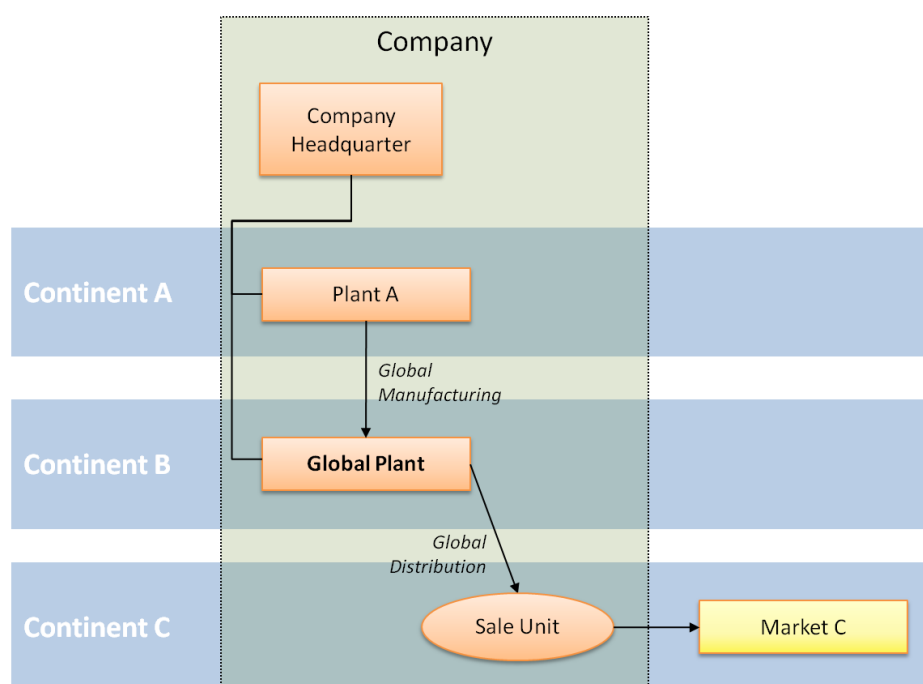 Company
Company
Headquarter
Continent A
Plant A
Global
Manufacturing
Continent B
Global Plant
Global
Distribution
Continent C
Sale Unit
Market C